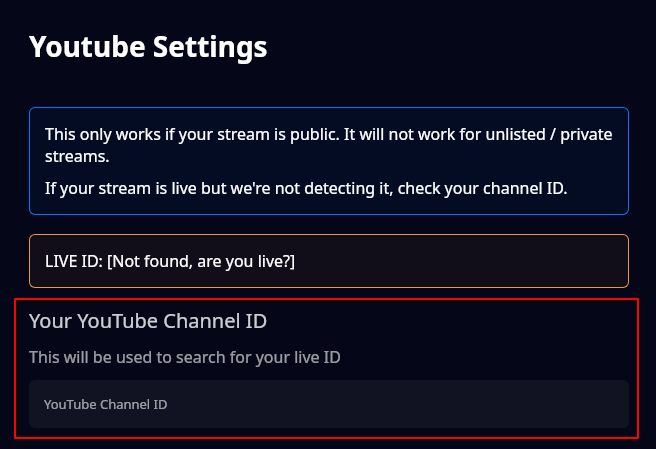 Youtube Settings
This only works if your stream is public. It will not work for unlisted / private
streams.
If your stream is live but we're not detecting it, check your channel ID.
LIVE ID: [Not found, are you live?]
Your YouTube Channel ID
This will be used to search for your live ID
YouTube Channel ID